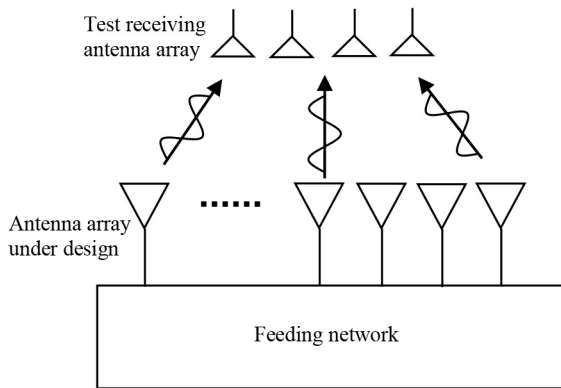 Test receiving
antenna array
Antenna array
under design
Feeding network